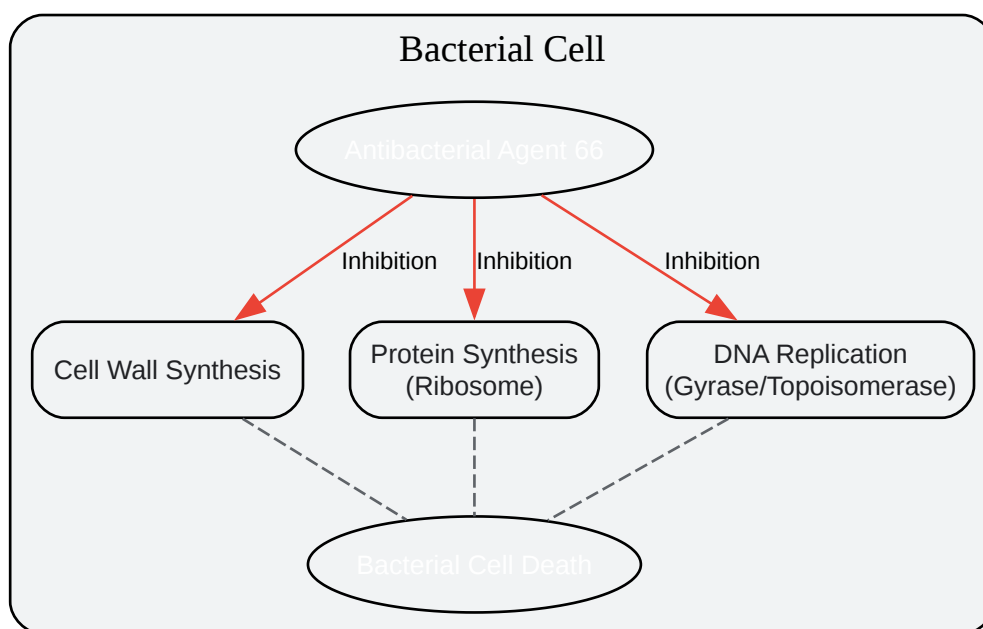 Bacterial Cell
Antibacterial Agent 66
Inhibition
Inhibition
Inhibition
Cell Wall Synthesis
Protein Synthesis
(Ribosome)
DNA Replication
(Gyrase/Topoisomerase)
Bacterial Cell Death